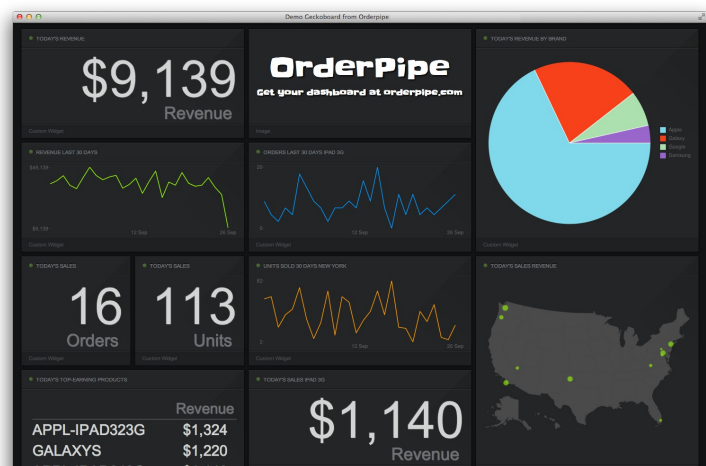 Demo Geckoboard from Orderpipe
TODAY'S REVENUE
$9,139
Revenue
Custom Widget
OrderPipe
Get your dashboard at orderpipe.com
Image
TODAY'S REVENUE BY BRAND
Apple
Galaxy
Google
Samsung
Custom Widget
REVENUE LAST 30 DAYS
$9,139
12 Sep
26 Sep
Custom Widget
ORDERS LAST 30 DAYS IPAD 3G
12 Sep
26 Sep
Custom Widget
TODAY'S SALES
16
Orders
Custom Widget
TODAY'S SALES
113
Units
Custom Widget
UNITS SOLD 30 DAYS NEW YORK
12 Sep
Custom Widget
TODAY'S SALES REVENUE
TODAY'S TOP-EARNING PRODUCTS
Revenue
APPL-IPAD323G $1,324
GALAXYS $1,220
TODAY'S SALES IPAD 3G
$1,140
Revenue